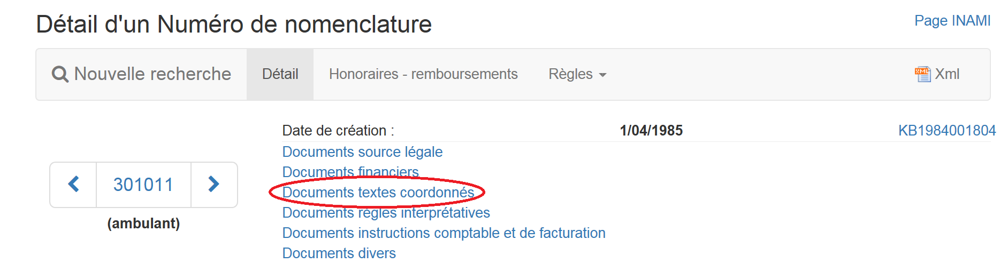 Détail d'un Numéro de nomenclature
Page INAMI
Nouvelle recherche Détail Honoraires - remboursements Règles XML Xml
Date de création : 1/04/1985 KB1984001804
Documents source légale
Documents financiers
301011
Documents textes coordonnés
Documents règles interprétatives
(ambulant)
Documents instructions comptable et de facturation
Documents divers